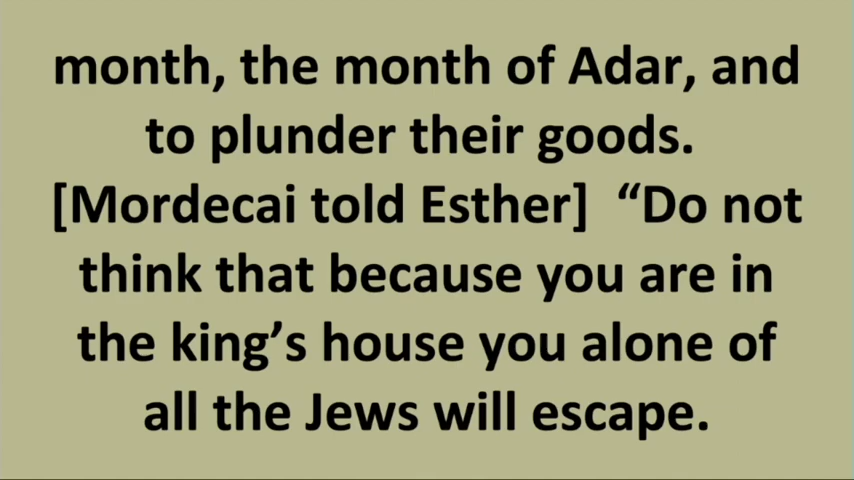 month, the month of Adar, and
to plunder their goods.
[Mordecai told Esther]  “Do not
think that because you are in
the king’s house you alone of
all the Jews will escape.